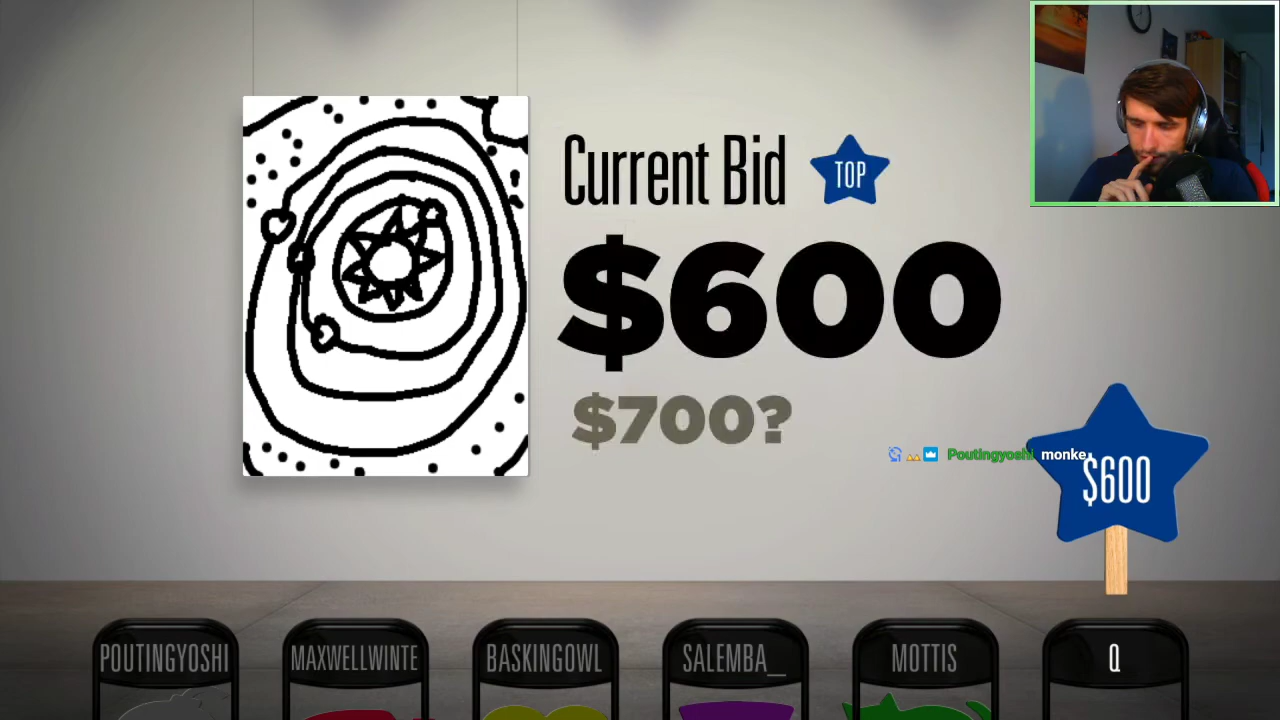 Current Bid
TOP
$600
$700?
Poutingyoshi monke
$600
POUTINGYOSHI
MAXWELLWINTE
BASKINGOWL
SALEMBA_
MOTTIS
Q